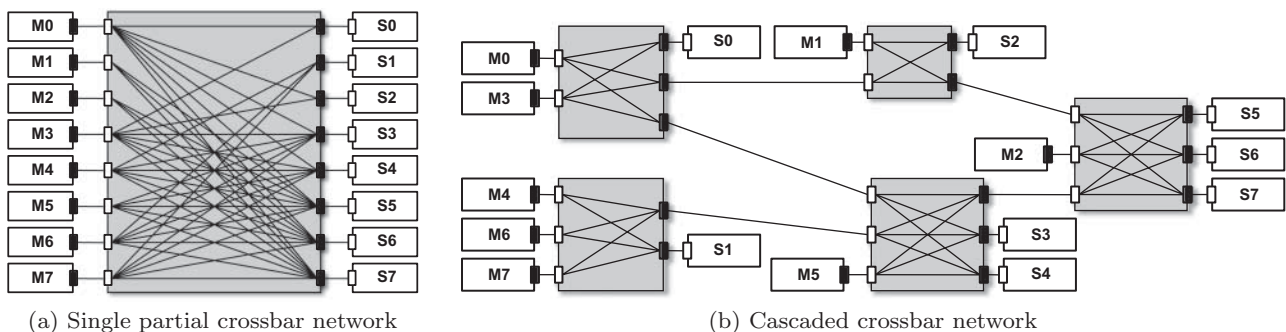 M0 S0
M1 S1
M2 S2
M3 S3
M4 S4
M5 S5
M6 S6
M7 S7
(a) Single partial crossbar network
S0 M1 S2
M0
M3
S5
M2 S6
S7
M4
M6 S3
S1
M7 M5 S4
(b) Cascaded crossbar network